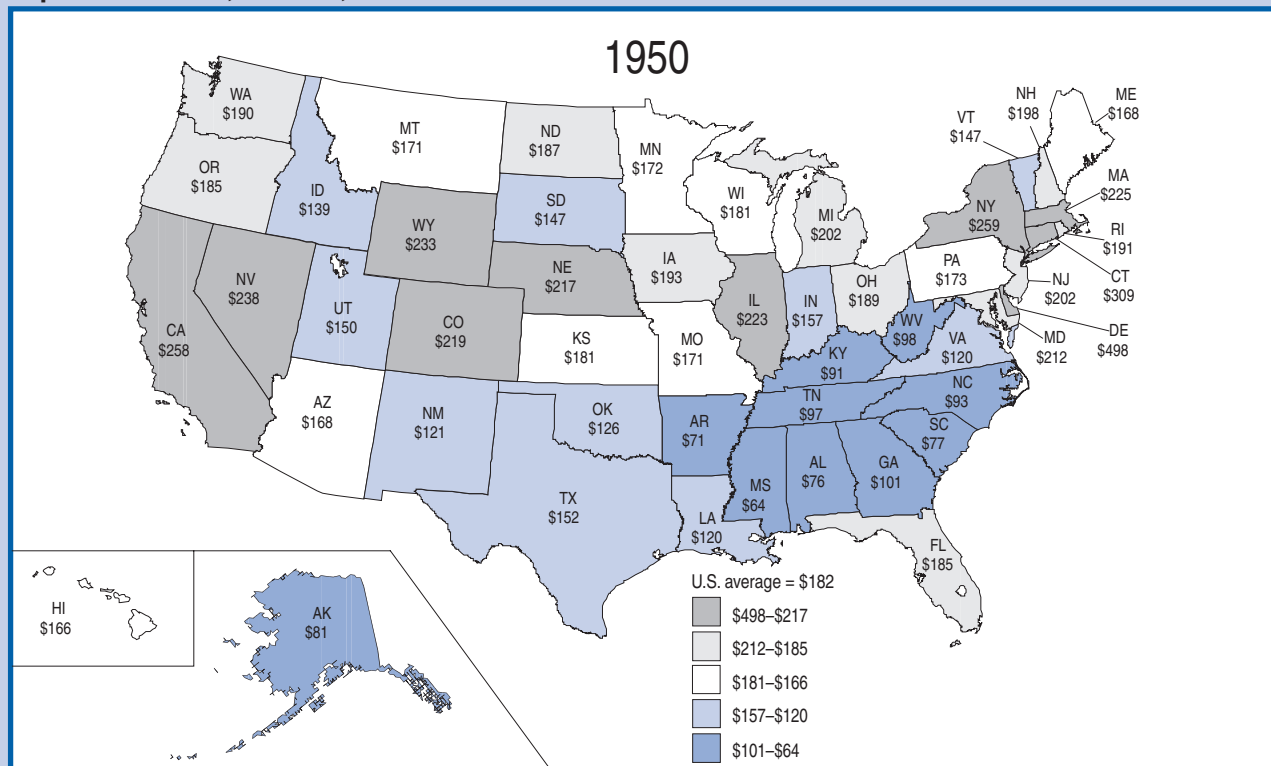 1950
WA
$190
OR
$185
CA
$258
NV
$238
ID
$139
MT
$171
WY
$233
UT
$150
CO
$219
AZ
$168
NM
$121
ND
$187
SD
$147
NE
$217
KS
$181
OK
$126
TX
$152
MN
$172
IA
$193
MO
$171
AR
$71
LA
$120
WI
$181
IL
$223
MI
$202
IN
$157
OH
$189
KY
$91
TN
$97
MS
$64
AL
$76
GA
$101
FL
$185
SC
$77
NC
$93
VA
$120
WV
$98
PA
$173
NY
$259
VT
$147
NH
$198
ME
$168
MA
$225
RI
$191
CT
$309
NJ
$202
DE
$498
MD
$212
HI
$166
AK
$81
U.S. average = $182
$498–$217
$212–$185
$181–$166
$157–$120
$101–$64